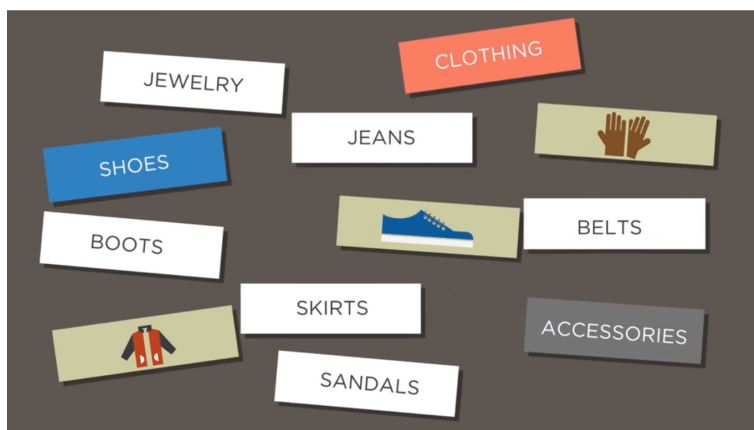 CLOTHING
JEWELRY
JEANS
SHOES
BELTS
BOOTS
SKIRTS
ACCESSORIES
SANDALS